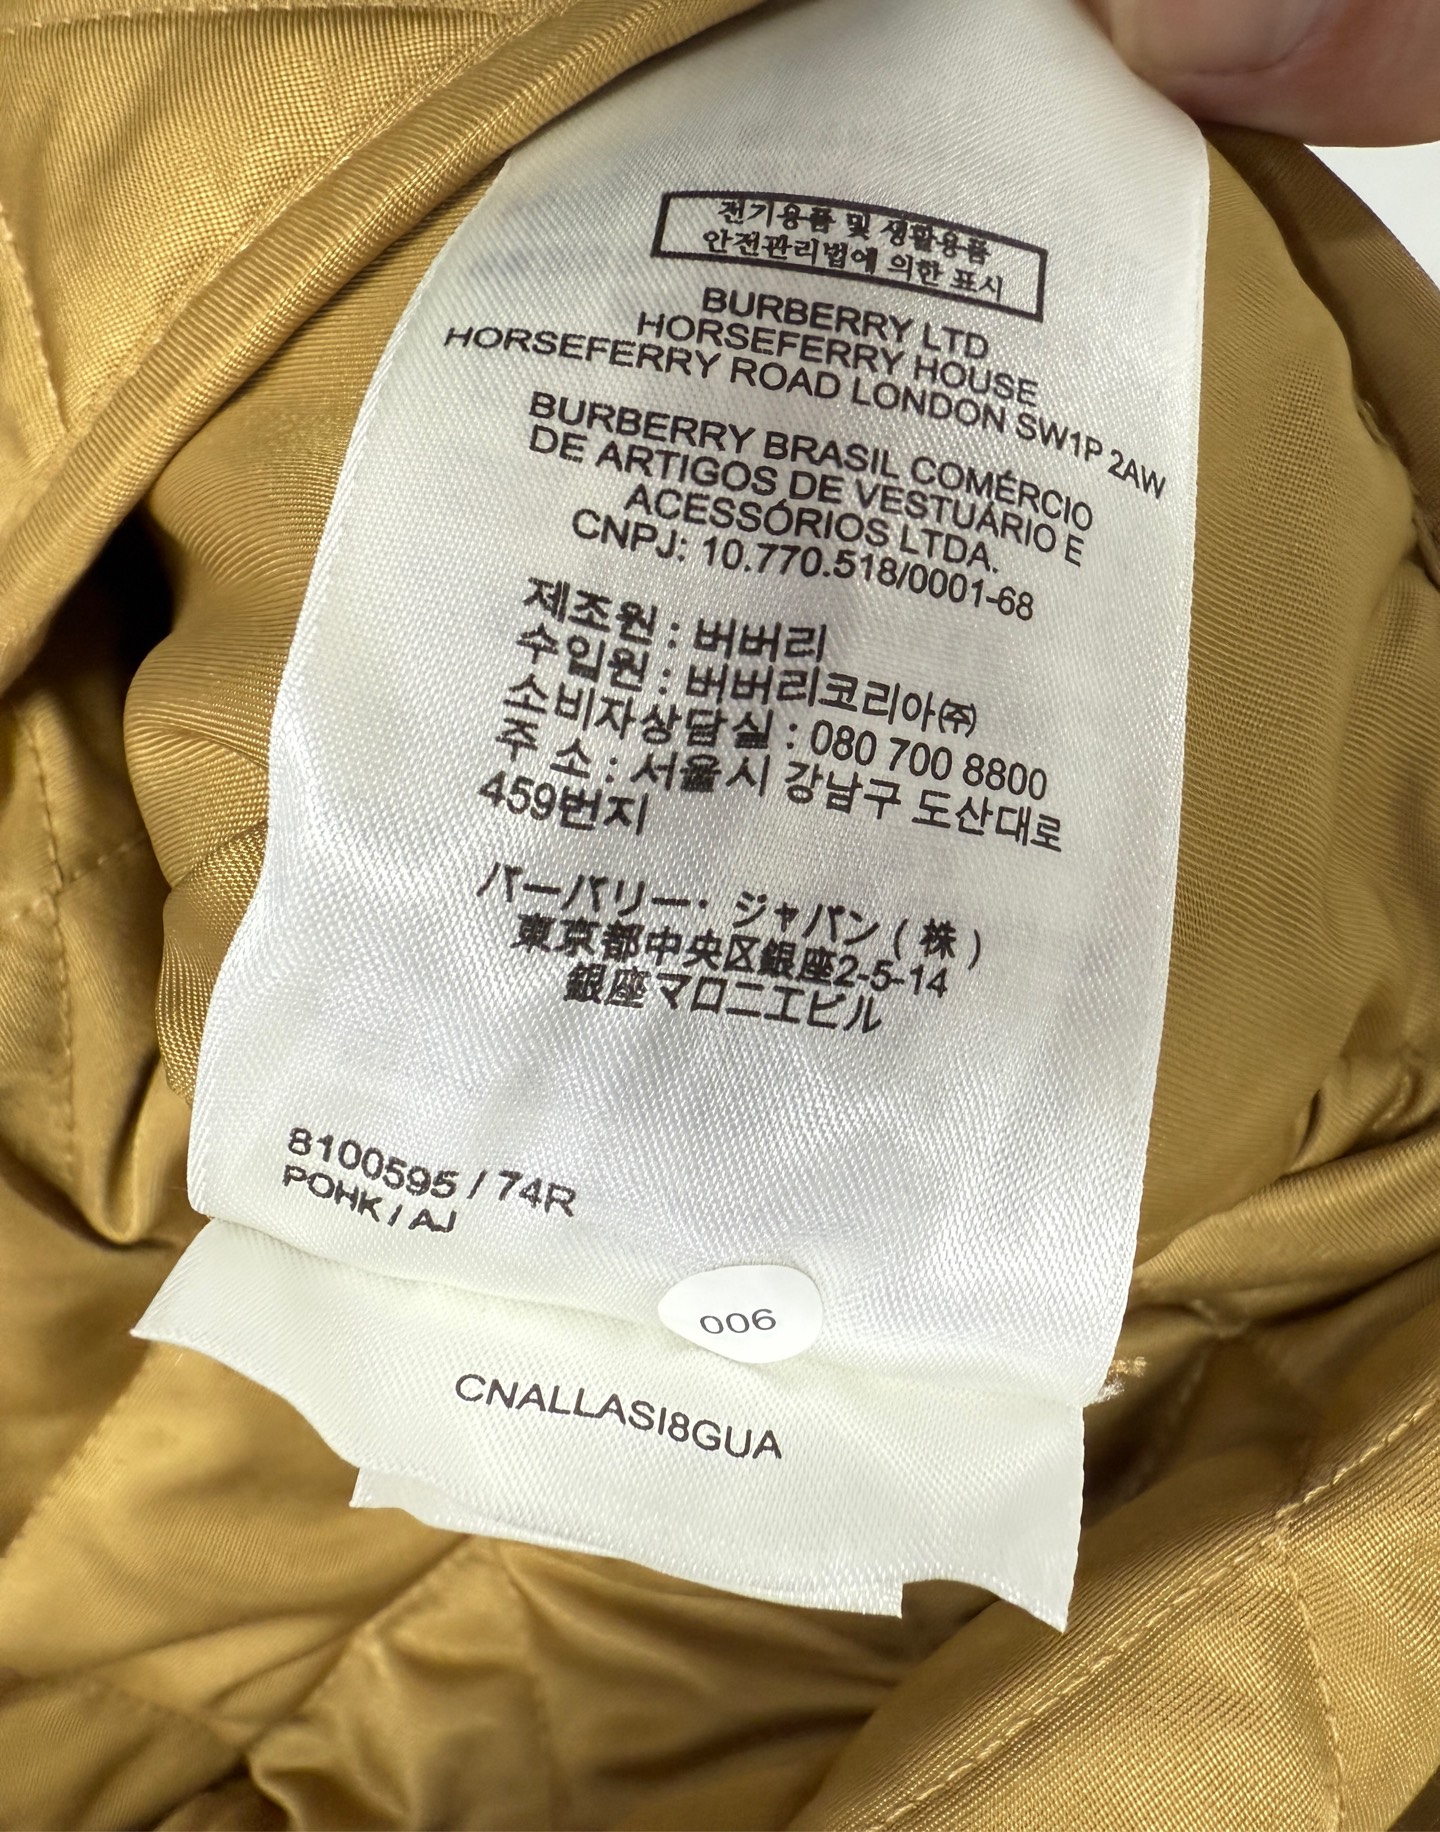 전기용품 및 생활용품
안전관리법에 의한 표시
BURBERRY LTD
HORSEFERRY HOUSE
HORSEFERRY ROAD LONDON SW1P 2AW
BURBERRY BRASIL COMÉRCIO
DE ARTIGOS DE VESTUÁRIO E
ACESSÓRIOS LTDA.
CNPJ: 10.770.518/0001-68
제조원 : 버버리
수입원 : 버버리코리아㈜
소비자상담실 : 080 700 8800
주 소 : 서울시 강남구 도산대로
459번지
バーバリー・ジャパン ( 株 )
東京都中央区銀座2-5-14
銀座マロニエビル
8100595 / 74R
POHK / AJ
006
CNALLASI8GUA